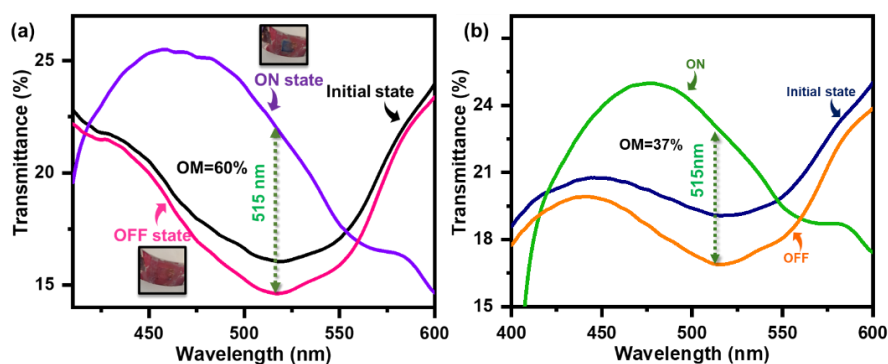 (a)
Transmittance (%)
25
20
15
ON state
Initial state
OM=60%
515 nm
OFF state
450
500
550
600
Wavelength (nm)
(b)
Transmittance (%)
27
24
21
18
15
ON
Initial state
OM=37%
515nm
OFF
400
450
500
550
600
Wavelength (nm)